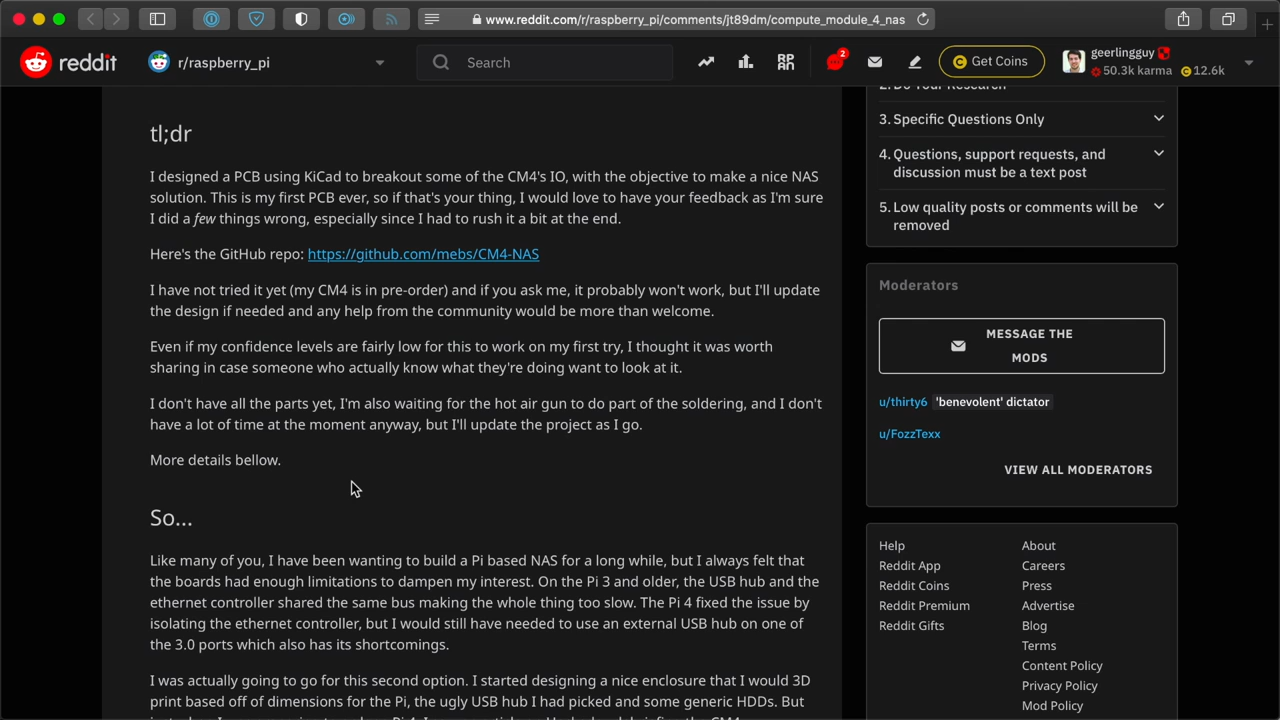 www.reddit.com/r/raspberry_pi/comments/jt89dm/compute_module_4_nas
reddit
r/raspberry_pi
Search
2
Get Coins
geerlingguy
50.3k karma
12.6k
tl;dr
I designed a PCB using KiCad to breakout some of the CM4's IO, with the objective to make a nice NAS
solution. This is my first PCB ever, so if that's your thing, I would love to have your feedback as I'm sure
I did a few things wrong, especially since I had to rush it a bit at the end.
Here's the GitHub repo: https://github.com/mebs/CM4-NAS
I have not tried it yet (my CM4 is in pre-order) and if you ask me, it probably won't work, but I'll update
the design if needed and any help from the community would be more than welcome.
Even if my confidence levels are fairly low for this to work on my first try, I thought it was worth
sharing in case someone who actually know what they're doing want to look at it.
I don't have all the parts yet, I'm also waiting for the hot air gun to do part of the soldering, and I don't
have a lot of time at the moment anyway, but I'll update the project as I go.
More details bellow.
So...
Like many of you, I have been wanting to build a Pi based NAS for a long while, but I always felt that
the boards had enough limitations to dampen my interest. On the Pi 3 and older, the USB hub and the
ethernet controller shared the same bus making the whole thing too slow. The Pi 4 fixed the issue by
isolating the ethernet controller, but I would still have needed to use an external USB hub on one of
the 3.0 ports which also has its shortcomings.
I was actually going to go for this second option. I started designing a nice enclosure that I would 3D
print based off of dimensions for the Pi, the ugly USB hub I had picked and some generic HDDs. But
2. Do Your Research
3. Specific Questions Only
4. Questions, support requests, and
discussion must be a text post
5. Low quality posts or comments will be
removed
Moderators
MESSAGE THE
MODS
u/thirty6 'benevolent' dictator
u/FozzTexx
VIEW ALL MODERATORS
Help
Reddit App
Reddit Coins
Reddit Premium
Reddit Gifts
About
Careers
Press
Advertise
Blog
Terms
Content Policy
Privacy Policy
Mod Policy